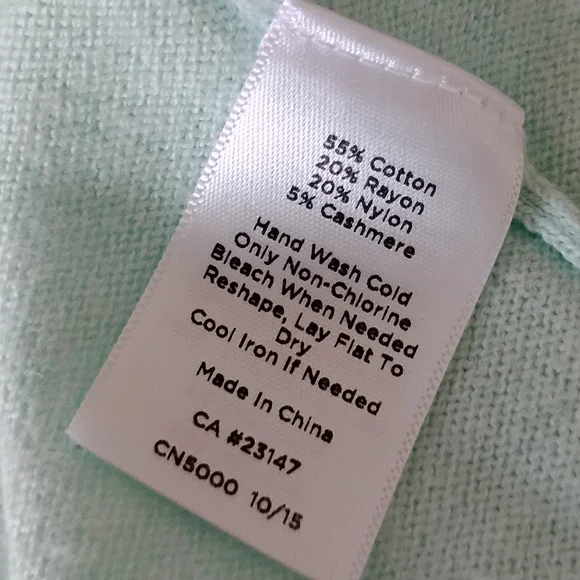 55% Cotton
20% Rayon
20% Nylon
5% Cashmere
Hand Wash Cold
Only Non-Chlorine
Bleach When Needed
Reshape, Lay Flat To
Dry
Cool Iron If Needed
Made In China
CA #23147
CN5000 10/15